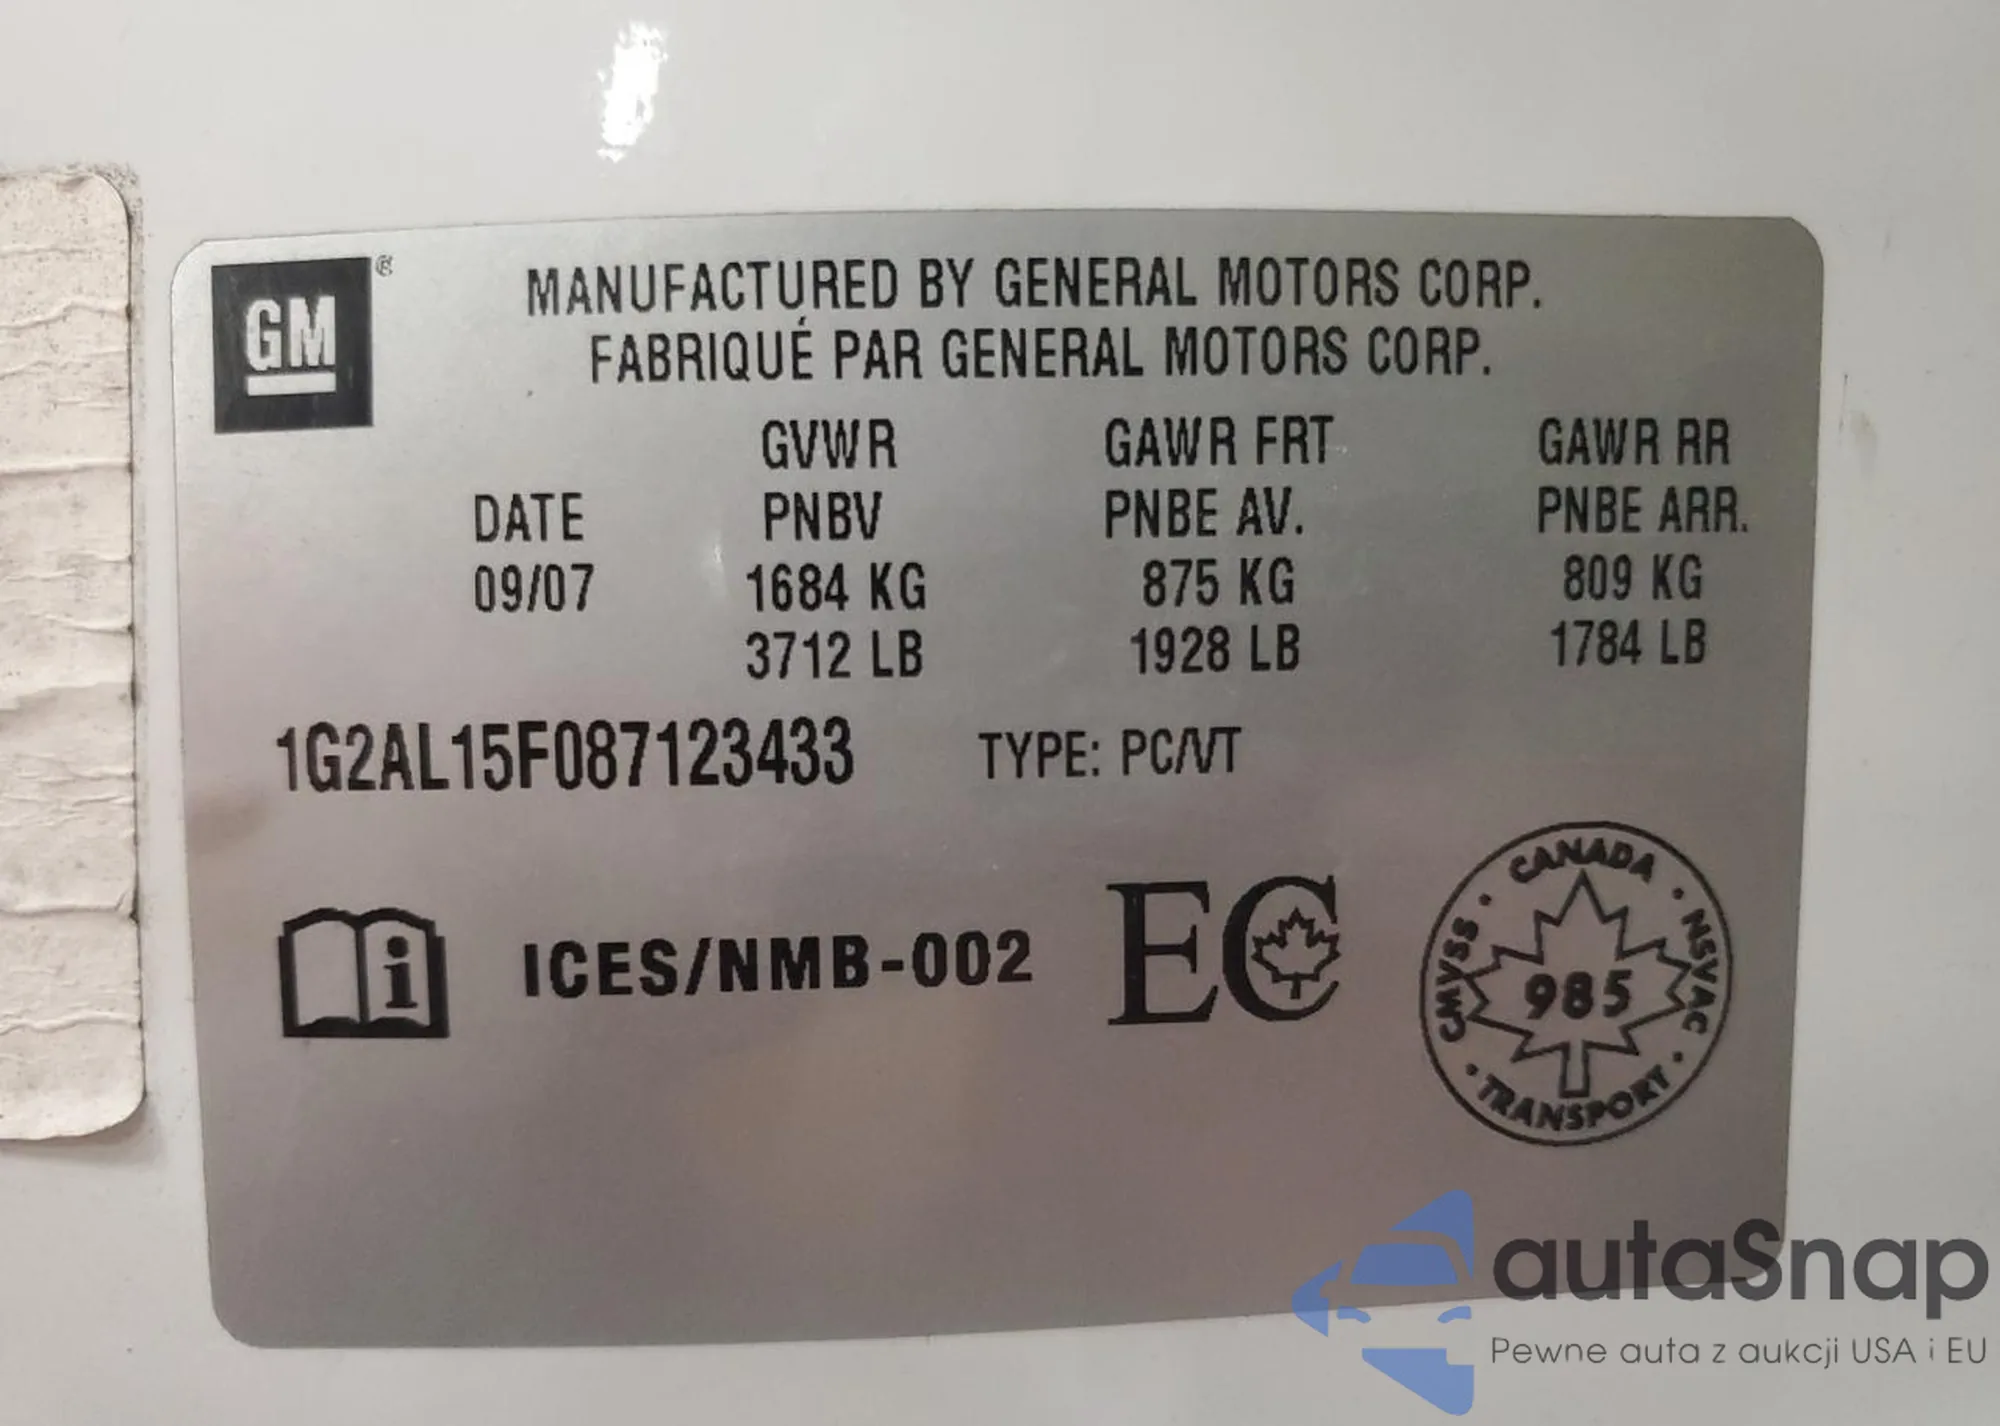 GM
MANUFACTURED BY GENERAL MOTORS CORP.
FABRIQUÉ PAR GENERAL MOTORS CORP.
GVWR GAWR FRT GAWR RR
DATE PNBV PNBE AV. PNBE ARR.
09/07 1684 KG 875 KG 809 KG
3712 LB 1928 LB 1784 LB
1G2AL15F087123433 TYPE: PC/VT
i ICES/NMB-002 EC
CANADA
CMVSS · NSVAC
985
TRANSPORT
autaSnap
Pewne auta z aukcji USA i EU